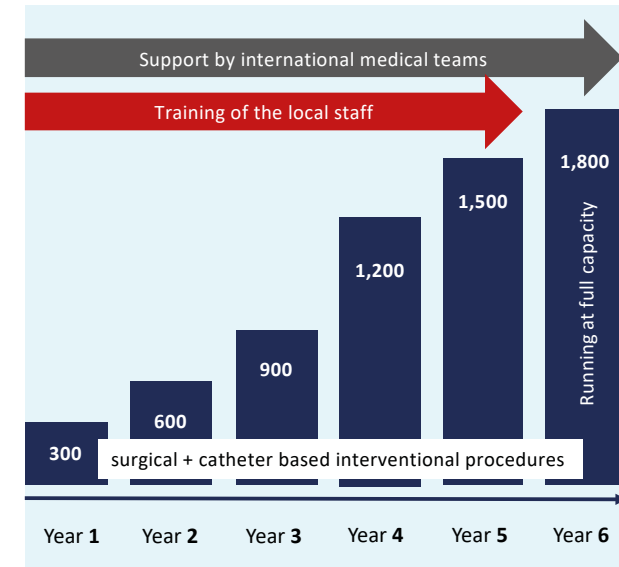 Support by international medical teams
Training of the local staff
1,800
1,500
1,200
900
600
300
Running at full capacity
surgical + catheter based interventional procedures
Year 1
Year 2
Year 3
Year 4
Year 5
Year 6